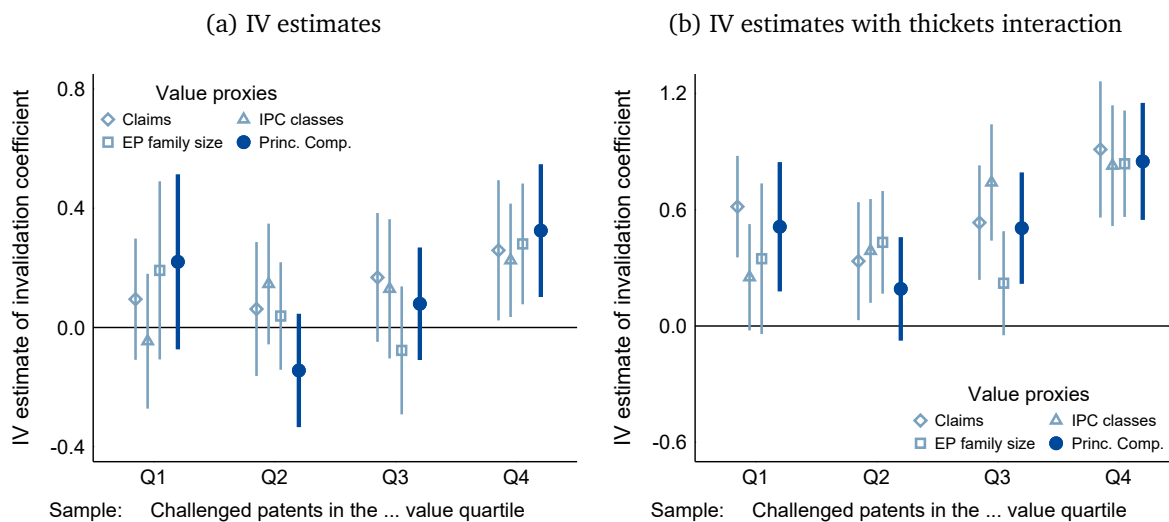 (a) IV estimates
IV estimate of invalidation coefficient
0.8
0.4
0.0
-0.4
Value proxies
Claims
IPC classes
EP family size
Princ. Comp.
Q1
Q2
Q3
Q4
Sample: Challenged patents in the ... value quartile
(b) IV estimates with thickets interaction
IV estimate of invalidation coefficient
1.2
0.6
0.0
-0.6
Value proxies
Claims
IPC classes
EP family size
Princ. Comp.
Q1
Q2
Q3
Q4
Sample: Challenged patents in the ... value quartile